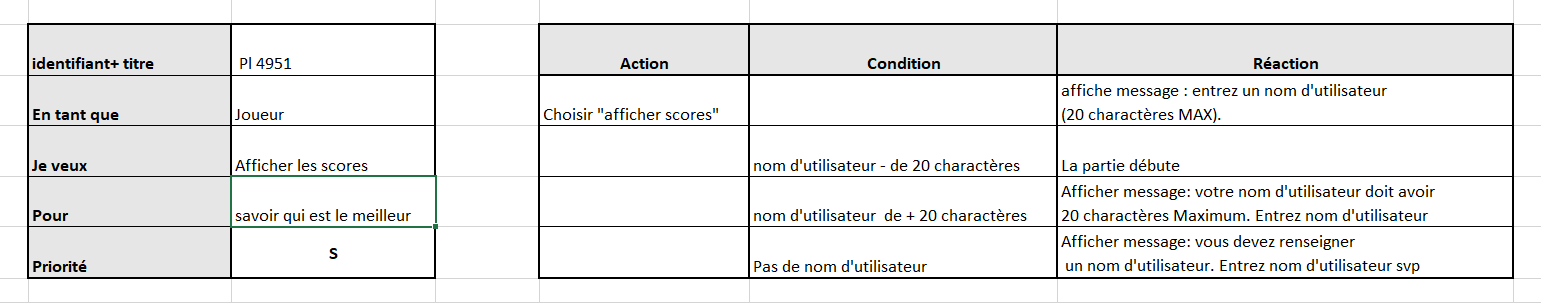 identifiant+ titre
Pl 4951
En tant que
Joueur
Je veux
Afficher les scores
Pour
savoir qui est le meilleur
Priorité
S
Action
Condition
Réaction
Choisir "afficher scores"
affiche message : entrez un nom d'utilisateur
(20 charactères MAX).
nom d'utilisateur - de 20 charactères
La partie débute
nom d'utilisateur  de + 20 charactères
Afficher message: votre nom d'utilisateur doit avoir
20 charactères Maximum. Entrez nom d'utilisateur
Pas de nom d'utilisateur
Afficher message: vous devez renseigner
un nom d'utilisateur. Entrez nom d'utilisateur svp